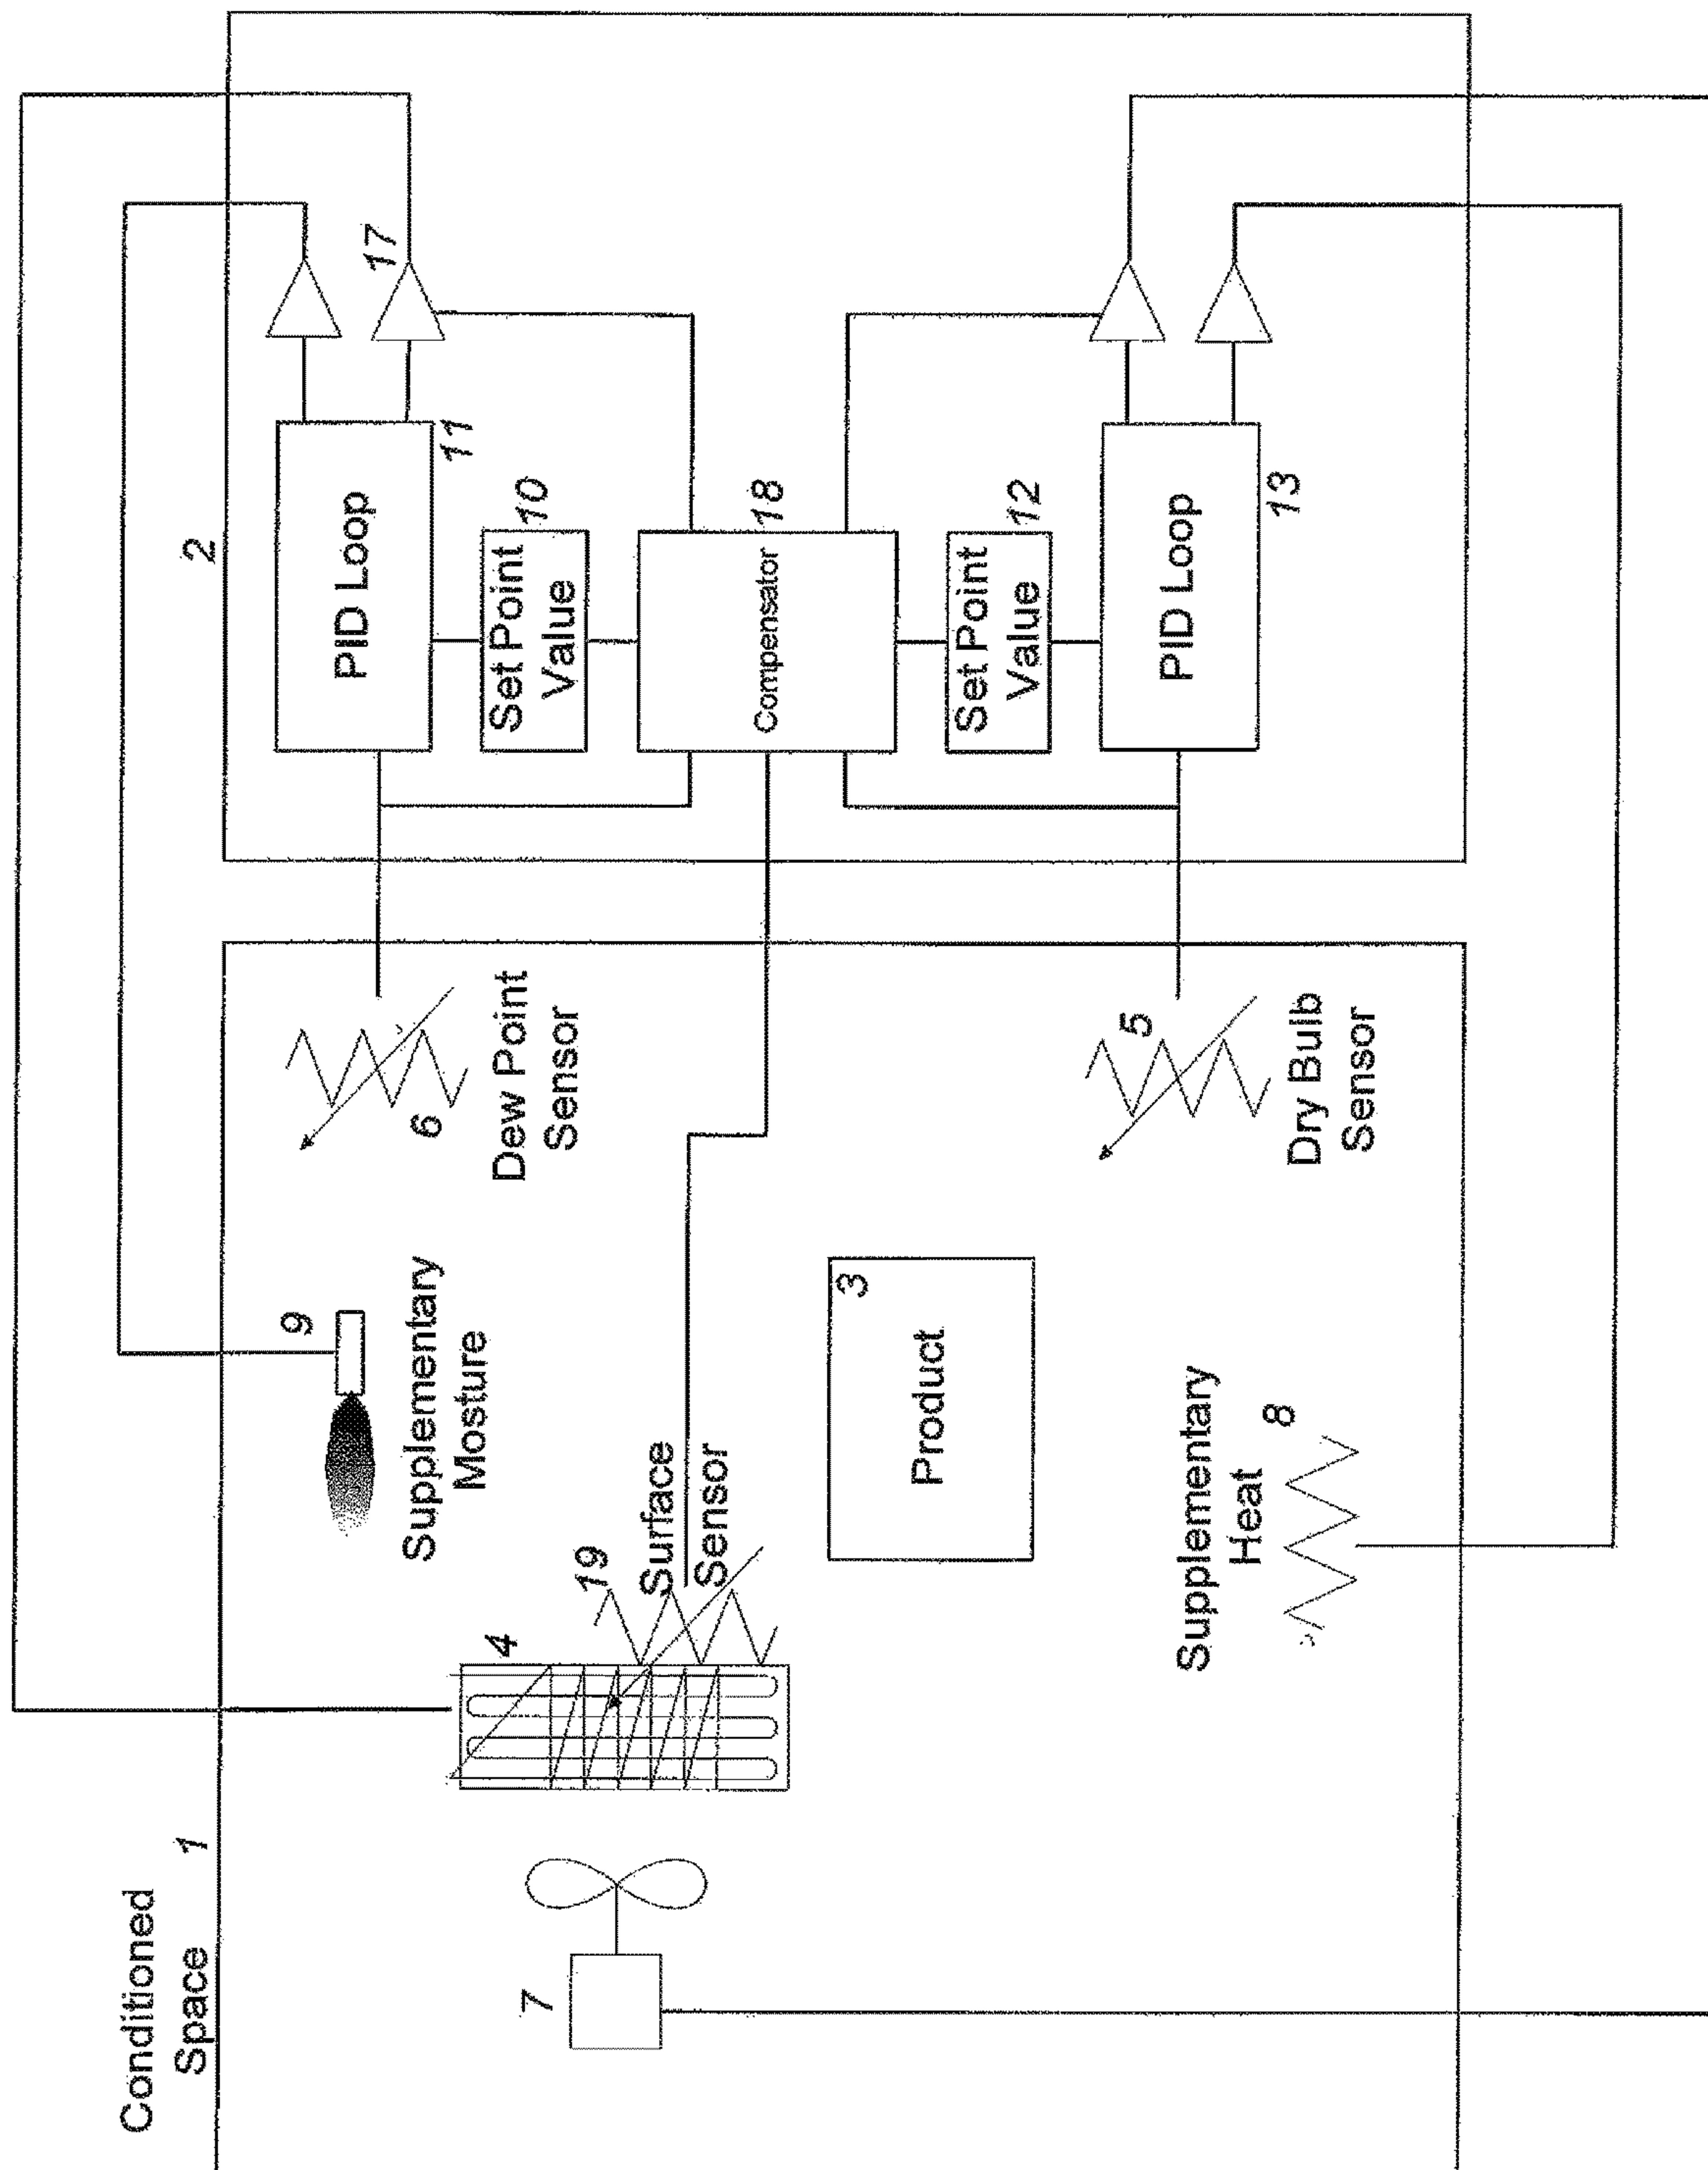 Conditioned
Space
1
2
7
4
19
Surface
Sensor
9
Supplementary
Mosture
6
Dew Point
Sensor
Product
3
Supplementary
Heat
8
5
Dry Bulb
Sensor
PID Loop
11
17
Set Point
Value
10
Compensator
18
Set Point
Value
12
PID Loop
13